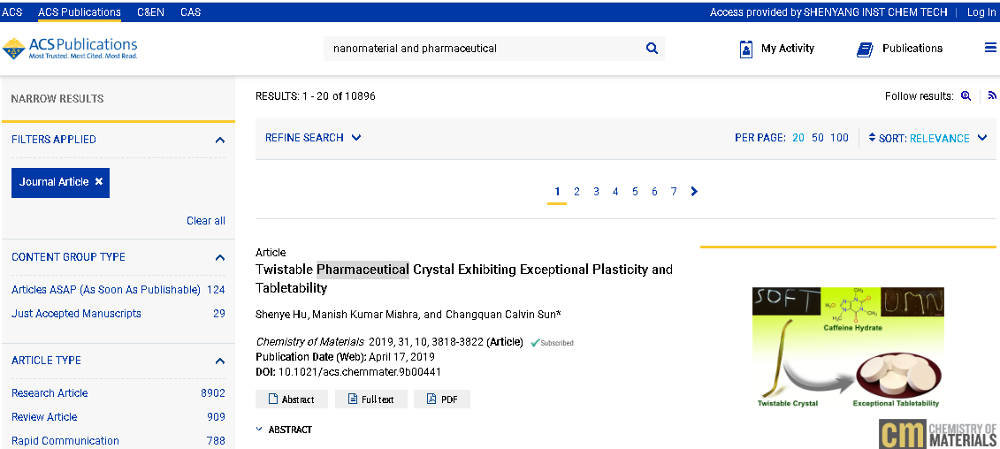 ACS ACS Publications C&EN CAS Access provided by SHENYANG INST CHEM TECH | Log In
ACS Publications
Most Trusted. Most Cited. Most Read.
nanomaterial and pharmaceutical
My Activity
Publications
NARROW RESULTS
FILTERS APPLIED
Journal Article ×
Clear all
CONTENT GROUP TYPE
Articles ASAP (As Soon As Publishable) 124
Just Accepted Manuscripts 29
ARTICLE TYPE
Research Article 8902
Review Article 909
Rapid Communication 788
RESULTS: 1 - 20 of 10896
Follow results:
REFINE SEARCH
PER PAGE: 20 50 100
SORT: RELEVANCE
1 2 3 4 5 6 7
Article
Twistable Pharmaceutical Crystal Exhibiting Exceptional Plasticity and
Tabletability
Shenye Hu, Manish Kumar Mishra, and Changquan Calvin Sun*
Chemistry of Materials 2019, 31, 10, 3818-3822 (Article) Subscribed
Publication Date (Web): April 17, 2019
DOI: 10.1021/acs.chemmater.9b00441
Abstract
Full text
PDF
ABSTRACT
SOFT
UMN
H₂O
CH₃
H₃C
CH₃
Caffeine Hydrate
Twistable Crystal
Exceptional Tabletability
cm CHEMISTRY OF
MATERIALS